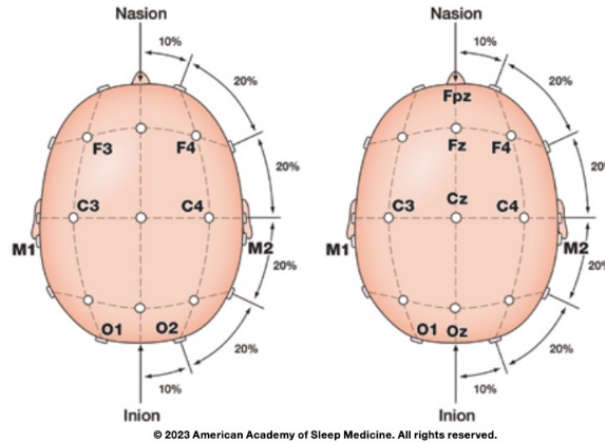 Nasion
10%
20%
F3
F4
20%
C3
C4
M1
M2
20%
O1
O2
20%
10%
Inion
Nasion
10%
20%
Fpz
Fz
F4
20%
C3
Cz
C4
M1
M2
20%
O1
Oz
20%
10%
Inion
© 2023 American Academy of Sleep Medicine. All rights reserved.